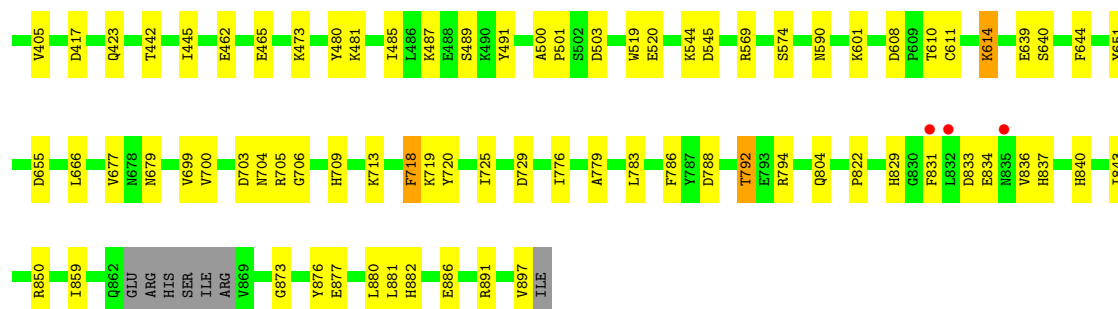 V405 D417 Q423 T442 I445 E462 E465 K473 Y480 K481 I485 L486 K487 E488 S489 K490 Y491 A500 P501 S502 D503 W519 E520 K544 D545 R569 S574 N590 K601 D608 P609 T610 C611 K614 E639 S640 F644 Y651
D655 L666 V677 N678 N679 V699 V700 D703 N704 R705 G706 H709 K713 F718 K719 Y720 I725 D729 I776 A779 L783 F786 Y787 D788 T792 E793 R794 Q804 P822 H829 G830 F831 L832 D833 E834 N835 V836 H837 H840 I843
R850 I859 Q862 GLU ARG HIS SER ILE ARG V869 G873 Y876 E877 L880 L881 H882 E886 R891 V897 ILE